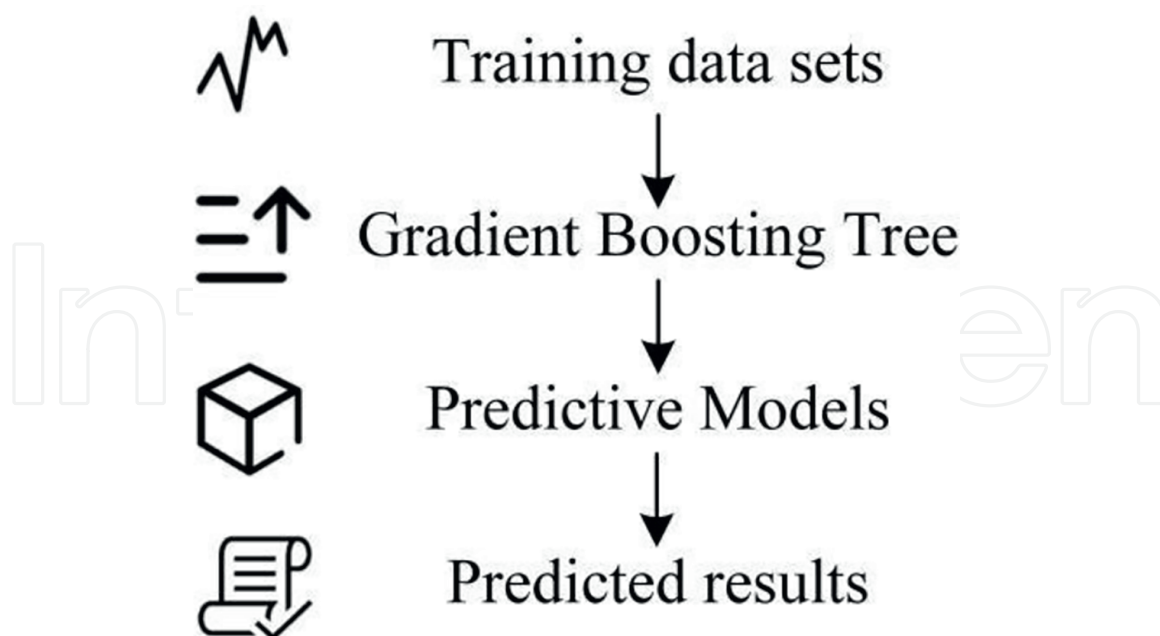 Training data sets
Gradient Boosting Tree
Predictive Models
Predicted results